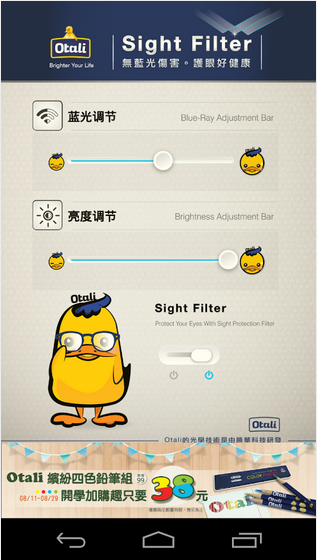 Otali
Brighter Your Life
Sight Filter
無藍光傷害。護眼好健康
蓝光调节
Blue-Ray Adjustment Bar
亮度调节
Brightness Adjustment Bar
Otali
Sight Filter
Protect Your Eyes With Sight Protection Filter
Otali
Otali的光學技術是由暘華科技研發
Otali 繽紛四色鉛筆組
99
08/11-08/29 開學加購趣只要38元
Otali